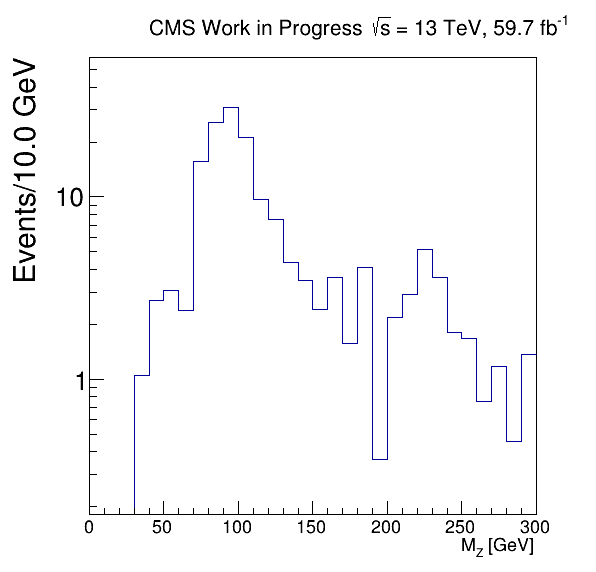 CMS Work in Progress √s = 13 TeV, 59.7 fb⁻¹
Events/10.0 GeV
10
1
0 50 100 150 200 250 300
M_Z [GeV]